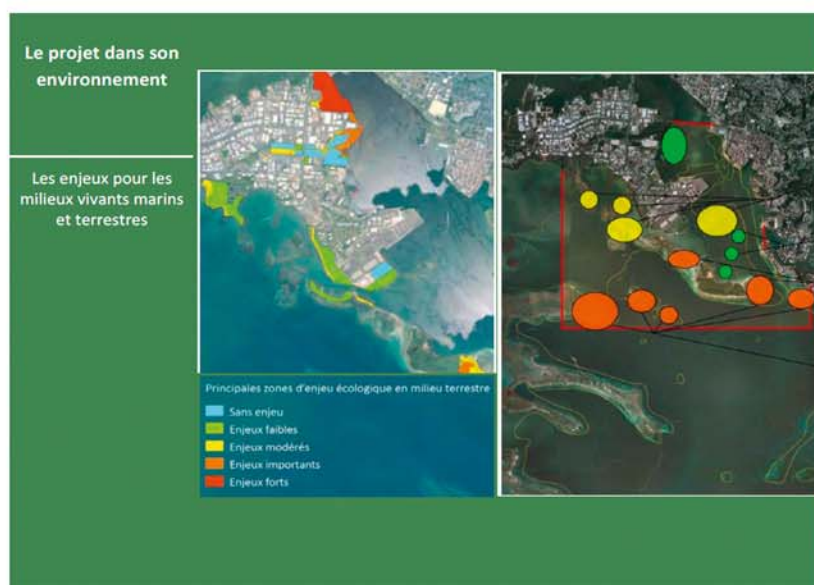 Le projet dans son
environnement
Les enjeux pour les
milieux vivants marins
et terrestres
Principales zones d'enjeu écologique en milieu terrestre
Sans enjeu
Enjeux faibles
Enjeux modérés
Enjeux importants
Enjeux forts